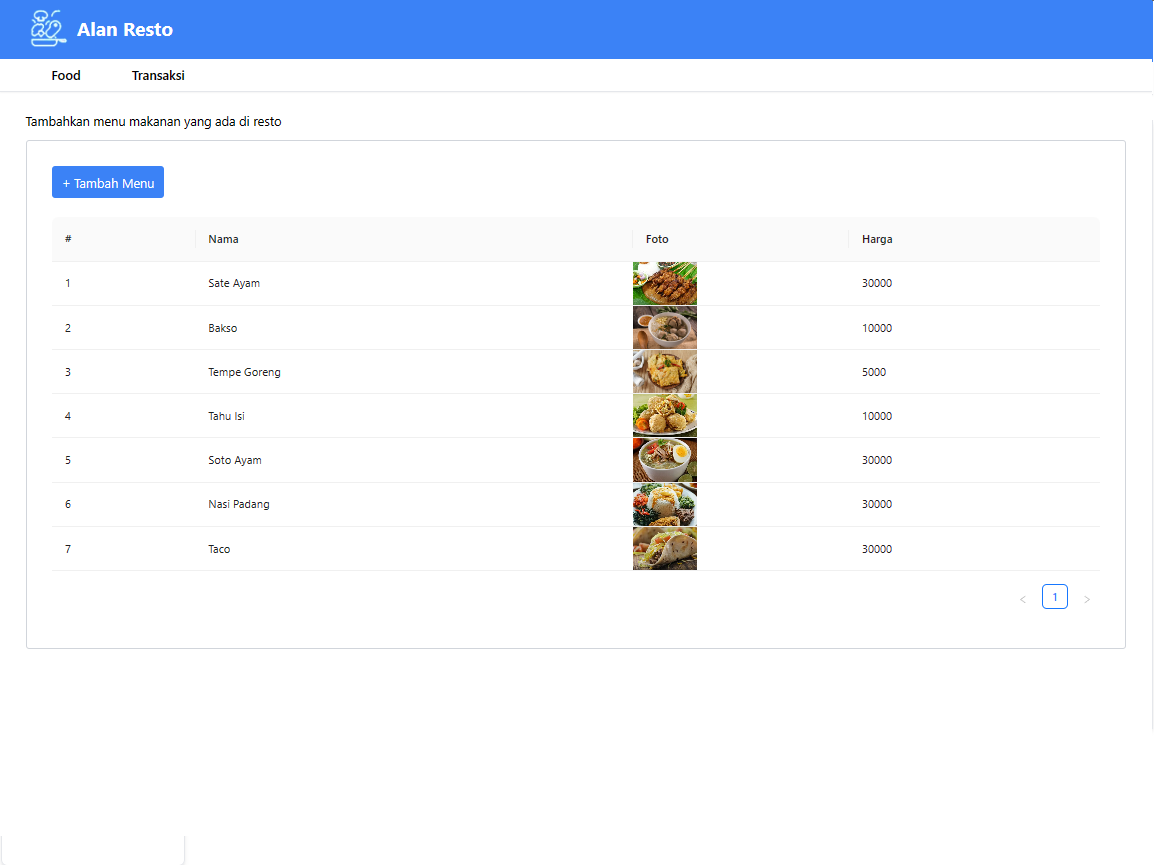 Alan Resto
Food Transaksi
Tambahkan menu makanan yang ada di resto
+ Tambah Menu
# Nama Foto Harga
1 Sate Ayam 30000
2 Bakso 10000
3 Tempe Goreng 5000
4 Tahu Isi 10000
5 Soto Ayam 30000
6 Nasi Padang 30000
7 Taco 30000
< 1 >